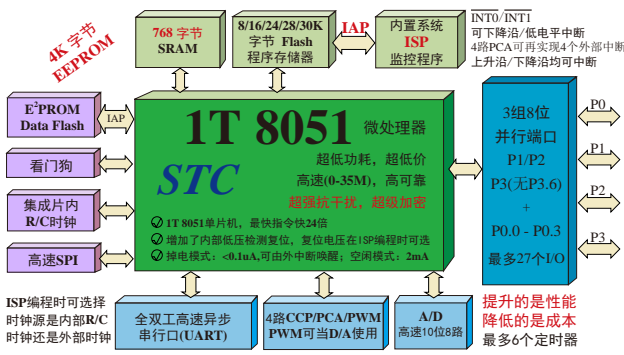 4K 字节
EEPROM
768 字节
SRAM
8/16/24/28/30K
字节 Flash
程序存储器
IAP
内置系统
ISP
监控程序
INT0/INT1
可下降沿/低电平中断
4路PCA可再实现4个外部中断
上升沿/下降沿均可中断
E²PROM
Data Flash
IAP
看门狗
集成片内
R/C时钟
高速SPI
1T 8051 微处理器
STC
超低功耗，超低价
高速(0-35M)，高可靠
超强抗干扰，超级加密
1T 8051单片机，最快指令快24倍
增加了内部低压检测复位，复位电压在ISP编程时可选
掉电模式：<0.1uA,可由外中断唤醒；空闲模式：2mA
3组8位
并行端口
P1/P2
P3(无P3.6)
+
P0.0 - P0.3
最多27个I/O
P0
P1
P2
P3
ISP编程时可选择
时钟源是内部R/C
时钟还是外部时钟
全双工高速异步
串行口(UART)
4路CCP/PCA/PWM
PWM可当D/A使用
A/D
高速10位8路
提升的是性能
降低的是成本
最多6个定时器